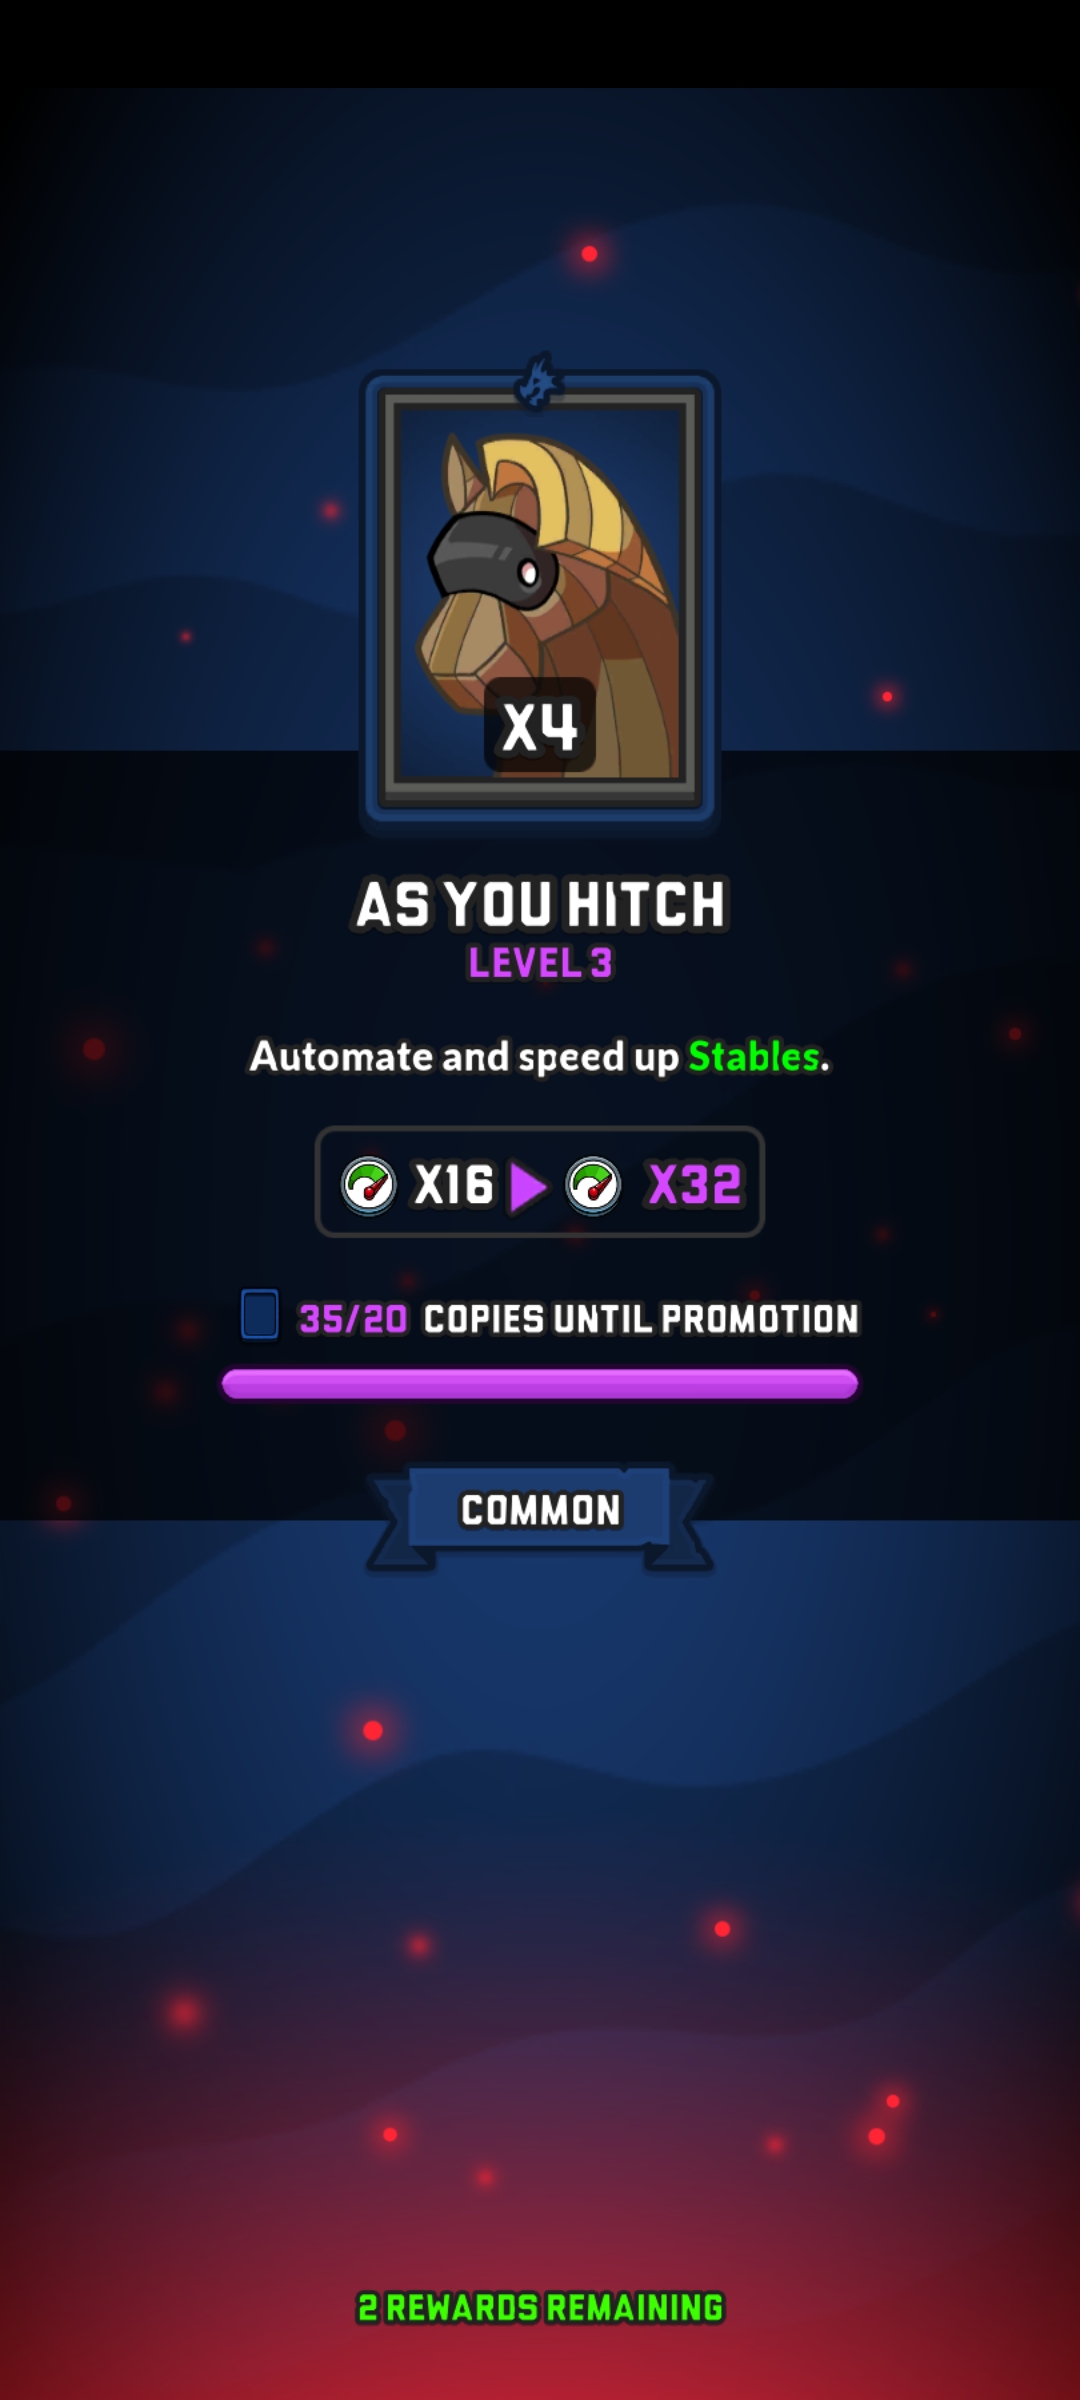 X4
AS YOU HITCH
LEVEL 3
Automate and speed up Stables.
X16 X32
35/20 COPIES UNTIL PROMOTION
COMMON
2 REWARDS REMAINING